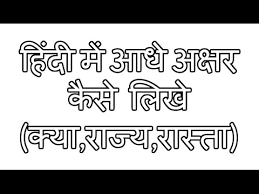 हिंदी में आधे अक्षर
कैसे लिखे
(क्या,राज्य,रास्ता)